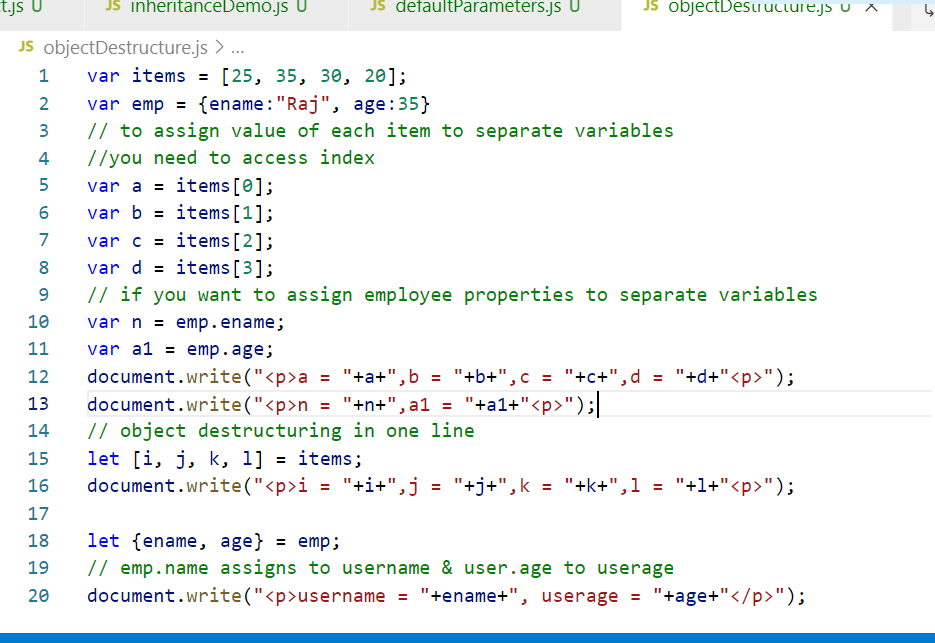 t.js U JS inheritanceDemo.js U JS defaultParameters.js U JS objectDestructure.js U
JS objectDestructure.js > ...
1 var items = [25, 35, 30, 20];
2 var emp = {ename:"Raj", age:35}
3 // to assign value of each item to separate variables
4 //you need to access index
5 var a = items[0];
6 var b = items[1];
7 var c = items[2];
8 var d = items[3];
9 // if you want to assign employee properties to separate variables
10 var n = emp.ename;
11 var a1 = emp.age;
12 document.write("<p>a = "+a+",b = "+b+",c = "+c+",d = "+d+"<p>");
13 document.write("<p>n = "+n+",a1 = "+a1+"<p>");
14 // object destructuring in one line
15 let [i, j, k, l] = items;
16 document.write("<p>i = "+i+",j = "+j+",k = "+k+",l = "+l+"<p>");
17
18 let {ename, age} = emp;
19 // emp.name assigns to username & user.age to userage
20 document.write("<p>username = "+ename+", userage = "+age+"</p>");